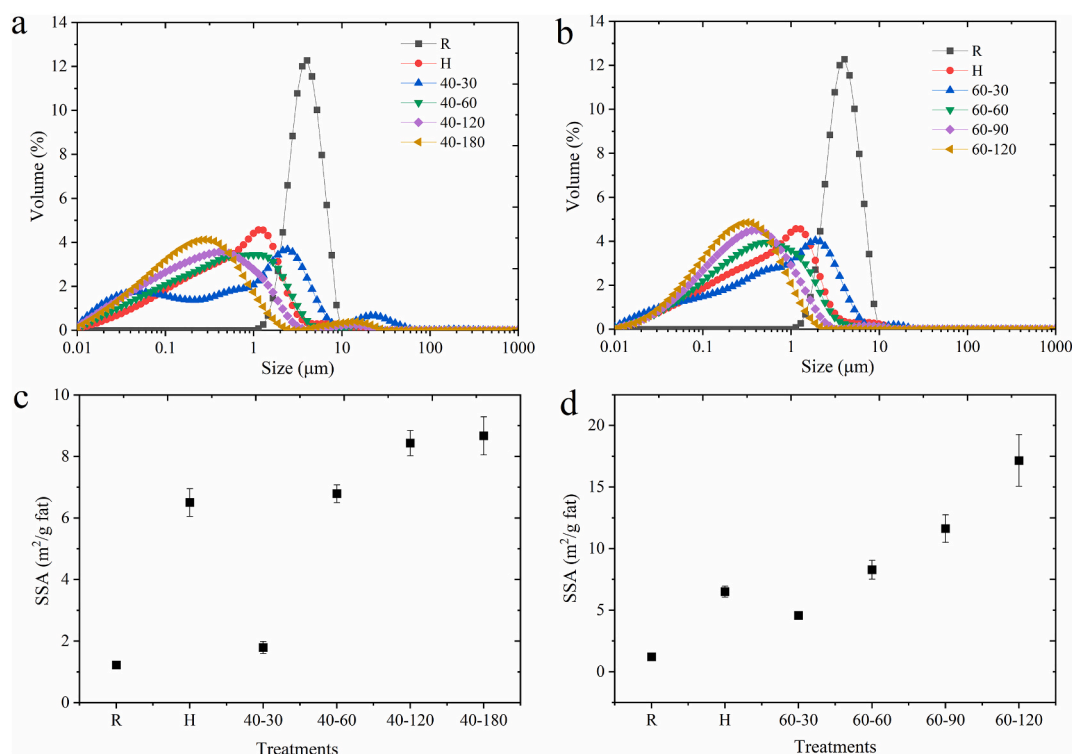 a
14
12
10
8
6
4
2
0
Volume (%)
R
H
40-30
40-60
40-120
40-180
0.01
0.1
1
10
100
1000
Size (μm)
b
14
12
10
8
6
4
2
0
Volume (%)
R
H
60-30
60-60
60-90
60-120
0.01
0.1
1
10
100
1000
Size (μm)
c
10
8
6
4
2
0
SSA (m²/g fat)
R
H
40-30
40-60
40-120
40-180
Treatments
d
20
15
10
5
0
SSA (m²/g fat)
R
H
60-30
60-60
60-90
60-120
Treatments